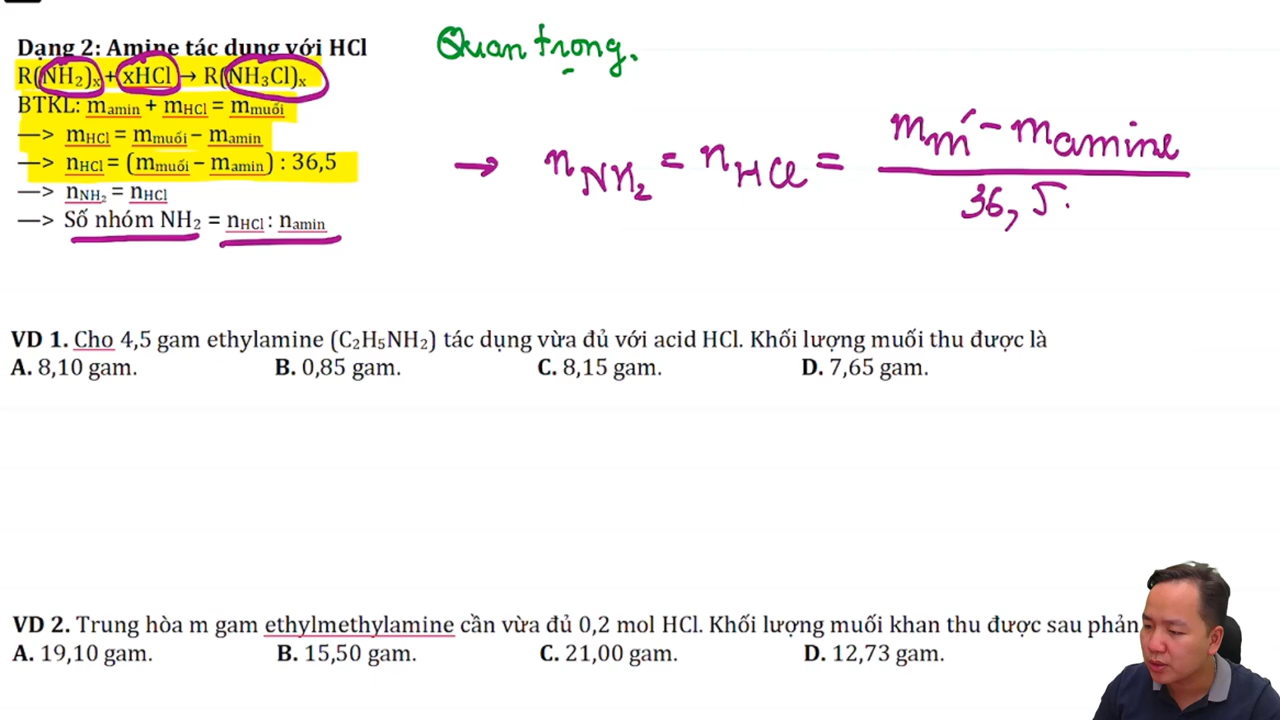 Dạng 2: Amine tác dụng với HCl
Quan trọng.
R(NH₂)ₓ + xHCl → R(NH₃Cl)ₓ
BTKL: mamin + mHCl = mmuối
—> mHCl = mmuối – mamin
—> nHCl = (mmuối – mamin) : 36,5
—> nNH₂ = nHCl
—> Số nhóm NH₂ = nHCl : namin
→ nNH₂ = nHCl = (mm' - mamine) / 36,5.
VD 1. Cho 4,5 gam ethylamine (C₂H₅NH₂) tác dụng vừa đủ với acid HCl. Khối lượng muối thu được là
A. 8,10 gam. B. 0,85 gam. C. 8,15 gam. D. 7,65 gam.
VD 2. Trung hòa m gam ethylmethylamine cần vừa đủ 0,2 mol HCl. Khối lượng muối khan thu được sau phản
A. 19,10 gam. B. 15,50 gam. C. 21,00 gam. D. 12,73 gam.